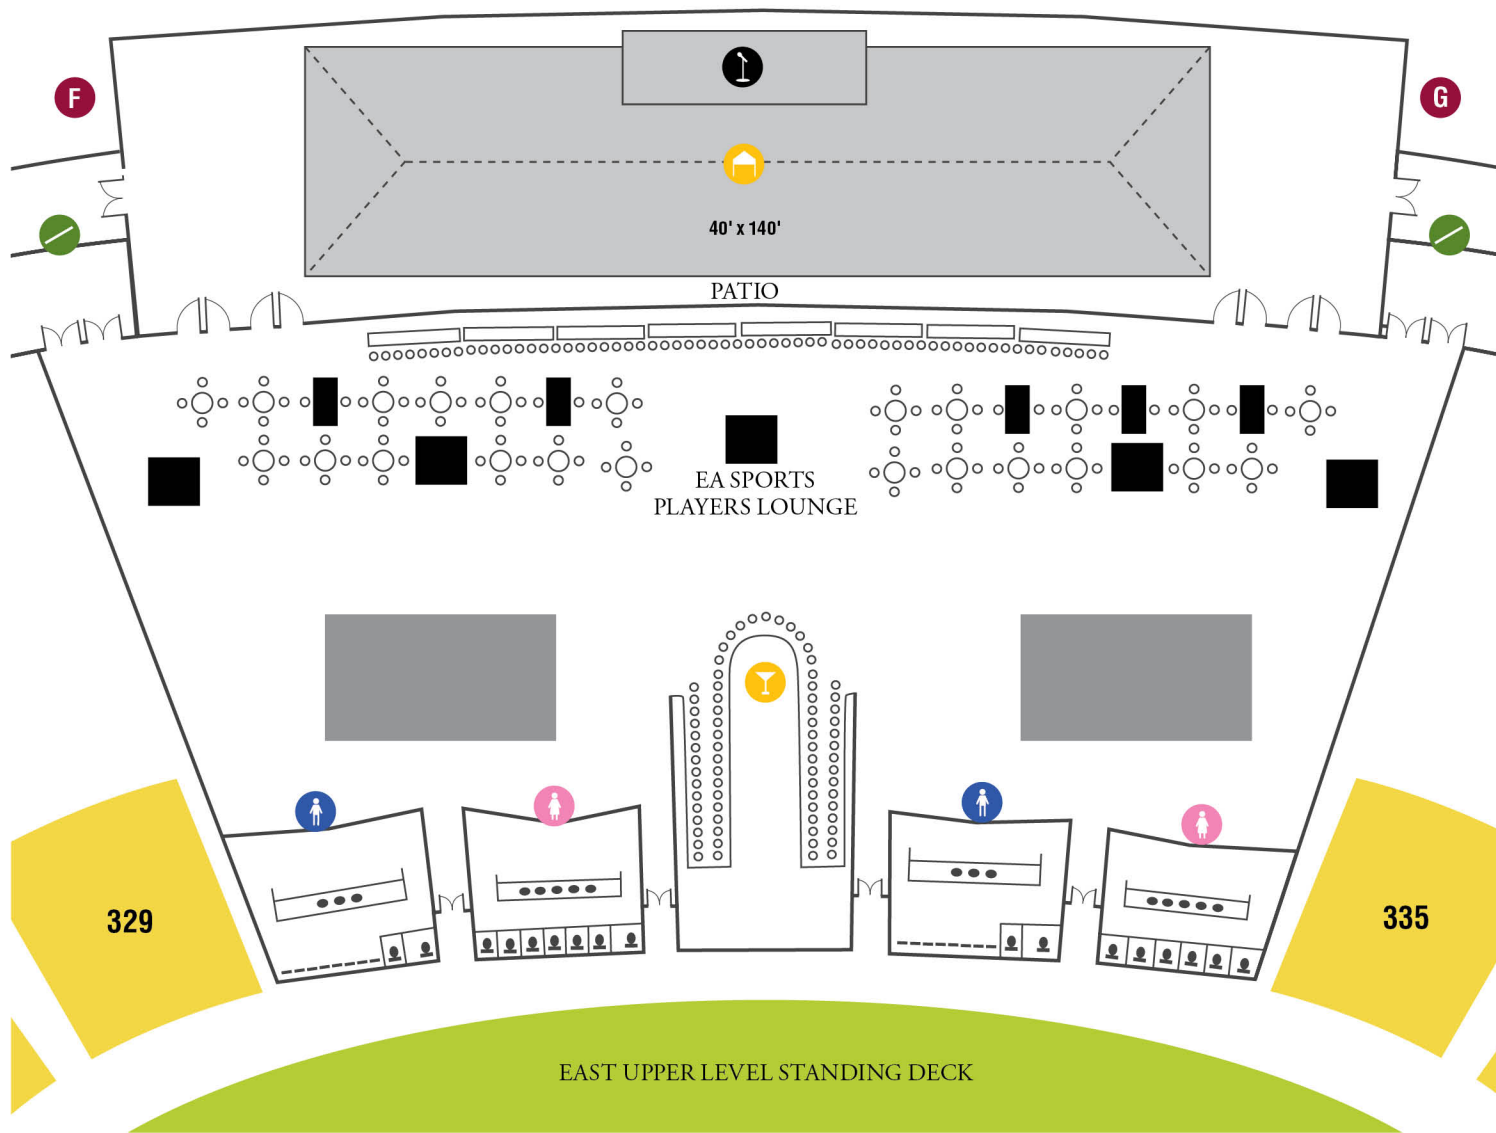 F
G
40' x 140'
PATIO
EA SPORTS
PLAYERS LOUNGE
329
335
EAST UPPER LEVEL STANDING DECK